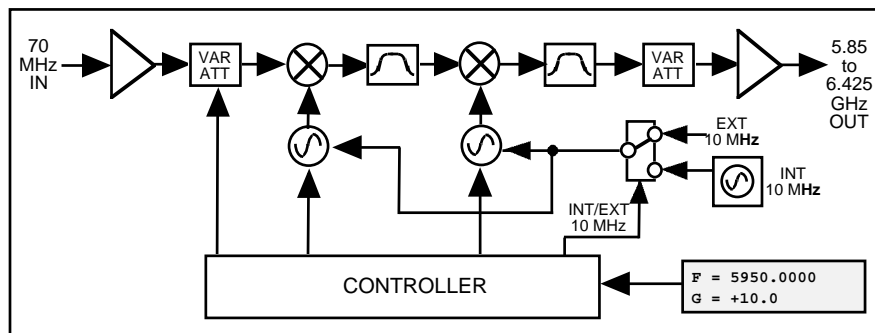 70
MHz
IN
VAR
ATT
VAR
ATT
5.85
to
6.425
GHz
OUT
EXT
10 MHz
INT
10 MHz
INT/EXT
10 MHz
CONTROLLER
F = 5950.0000
G = +10.0